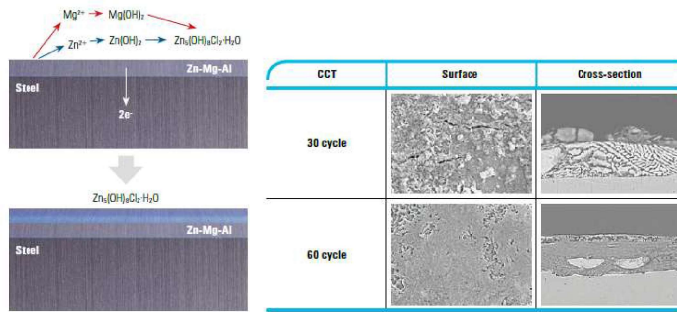 Mg²⁺ → Mg(OH)₂
Zn²⁺ → Zn(OH)₂ → Zn₅(OH)₈Cl₂·H₂O
Zn-Mg-Al
Steel
2e⁻
Zn₅(OH)₈Cl₂·H₂O
Zn-Mg-Al
Steel
CCT Surface Cross-section
30 cycle
60 cycle